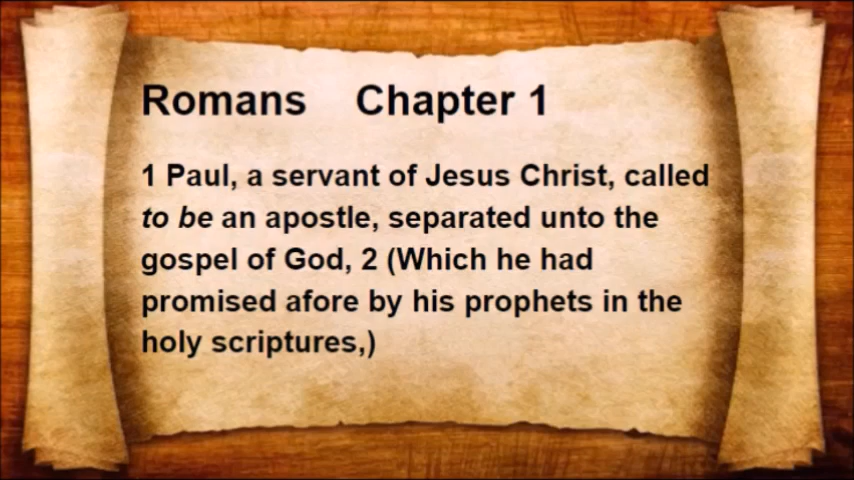 Romans Chapter 1
1 Paul, a servant of Jesus Christ, called
to be an apostle, separated unto the
gospel of God, 2 (Which he had
promised afore by his prophets in the
holy scriptures,)